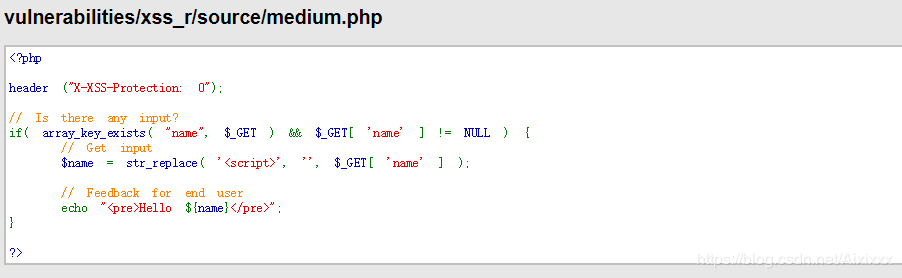 vulnerabilities/xss_r/source/medium.php
<?php
header ("X-XSS-Protection: 0");
// Is there any input?
if( array_key_exists( "name", $_GET ) && $_GET[ 'name' ] != NULL ) {
// Get input
$name = str_replace( '<script>', '', $_GET[ 'name' ] );
// Feedback for end user
echo "<pre>Hello ${name}</pre>";
}
?>
https://blog.csdn.net/Aixixxx